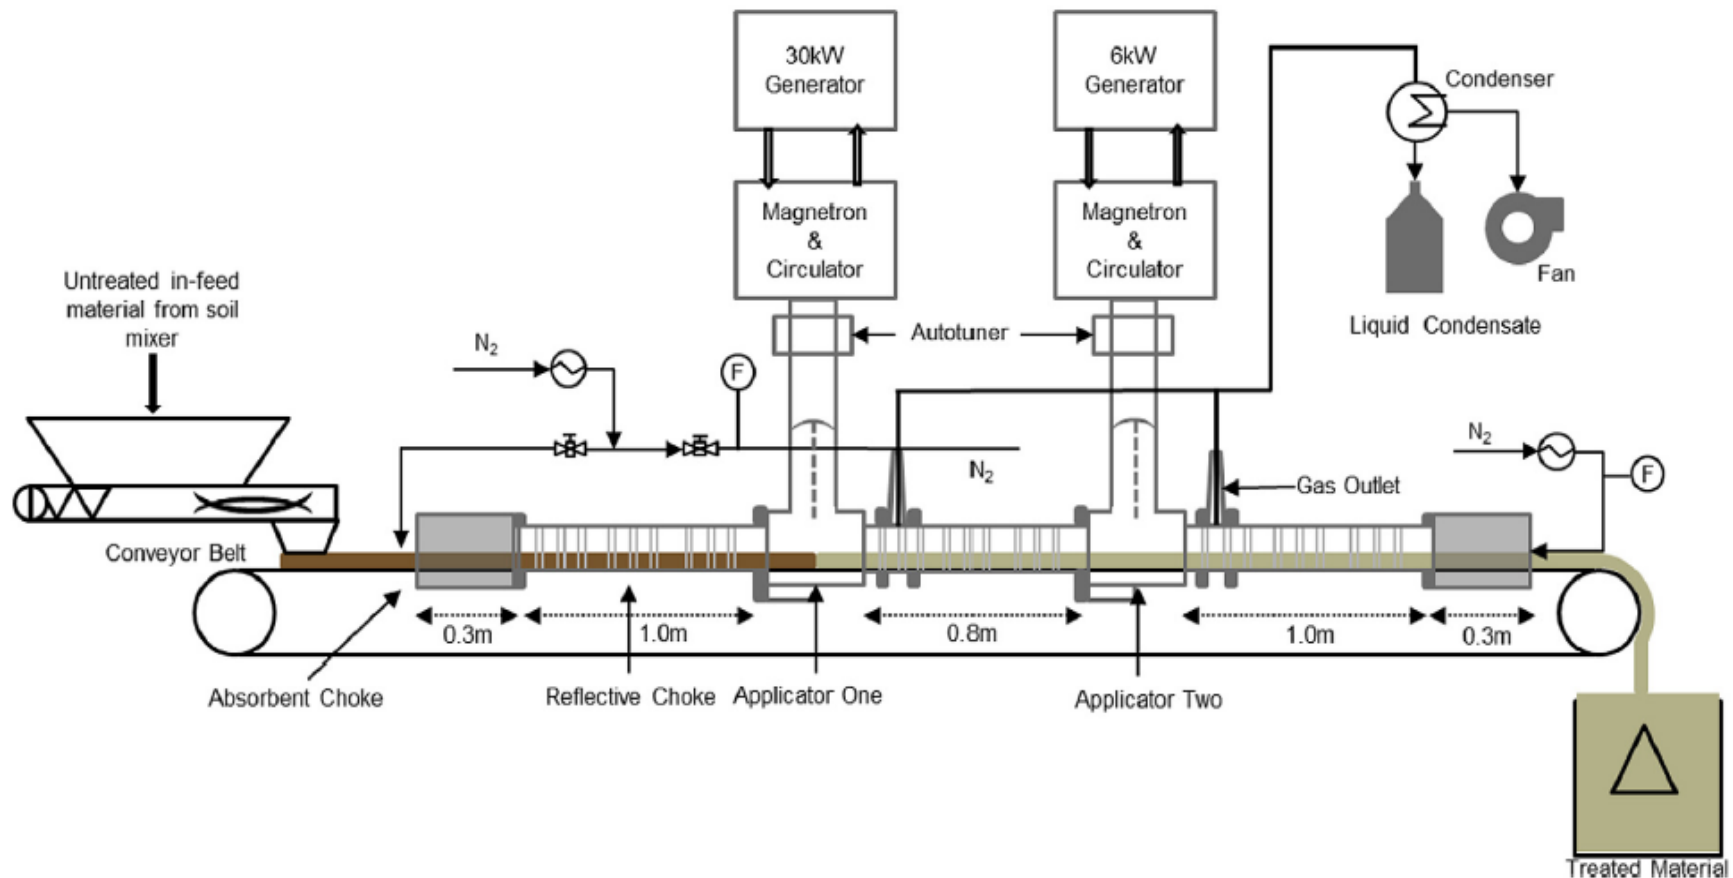 30kW
Generator
6kW
Generator
Condenser
Magnetron
&
Circulator
Magnetron
&
Circulator
Fan
Liquid Condensate
Untreated in-feed
material from soil
mixer
Autotuner
N₂
F
N₂
N₂
F
Gas Outlet
Conveyor Belt
0.3m
1.0m
0.8m
1.0m
0.3m
Absorbent Choke
Reflective Choke
Applicator One
Applicator Two
Treated Material